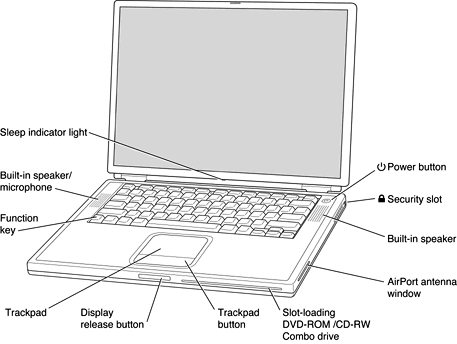 Sleep indicator light
Built-in speaker/
microphone
Function
key
Trackpad
Display
release button
Trackpad
button
Slot-loading
DVD-ROM /CD-RW
Combo drive
Power button
Security slot
Built-in speaker
AirPort antenna
window